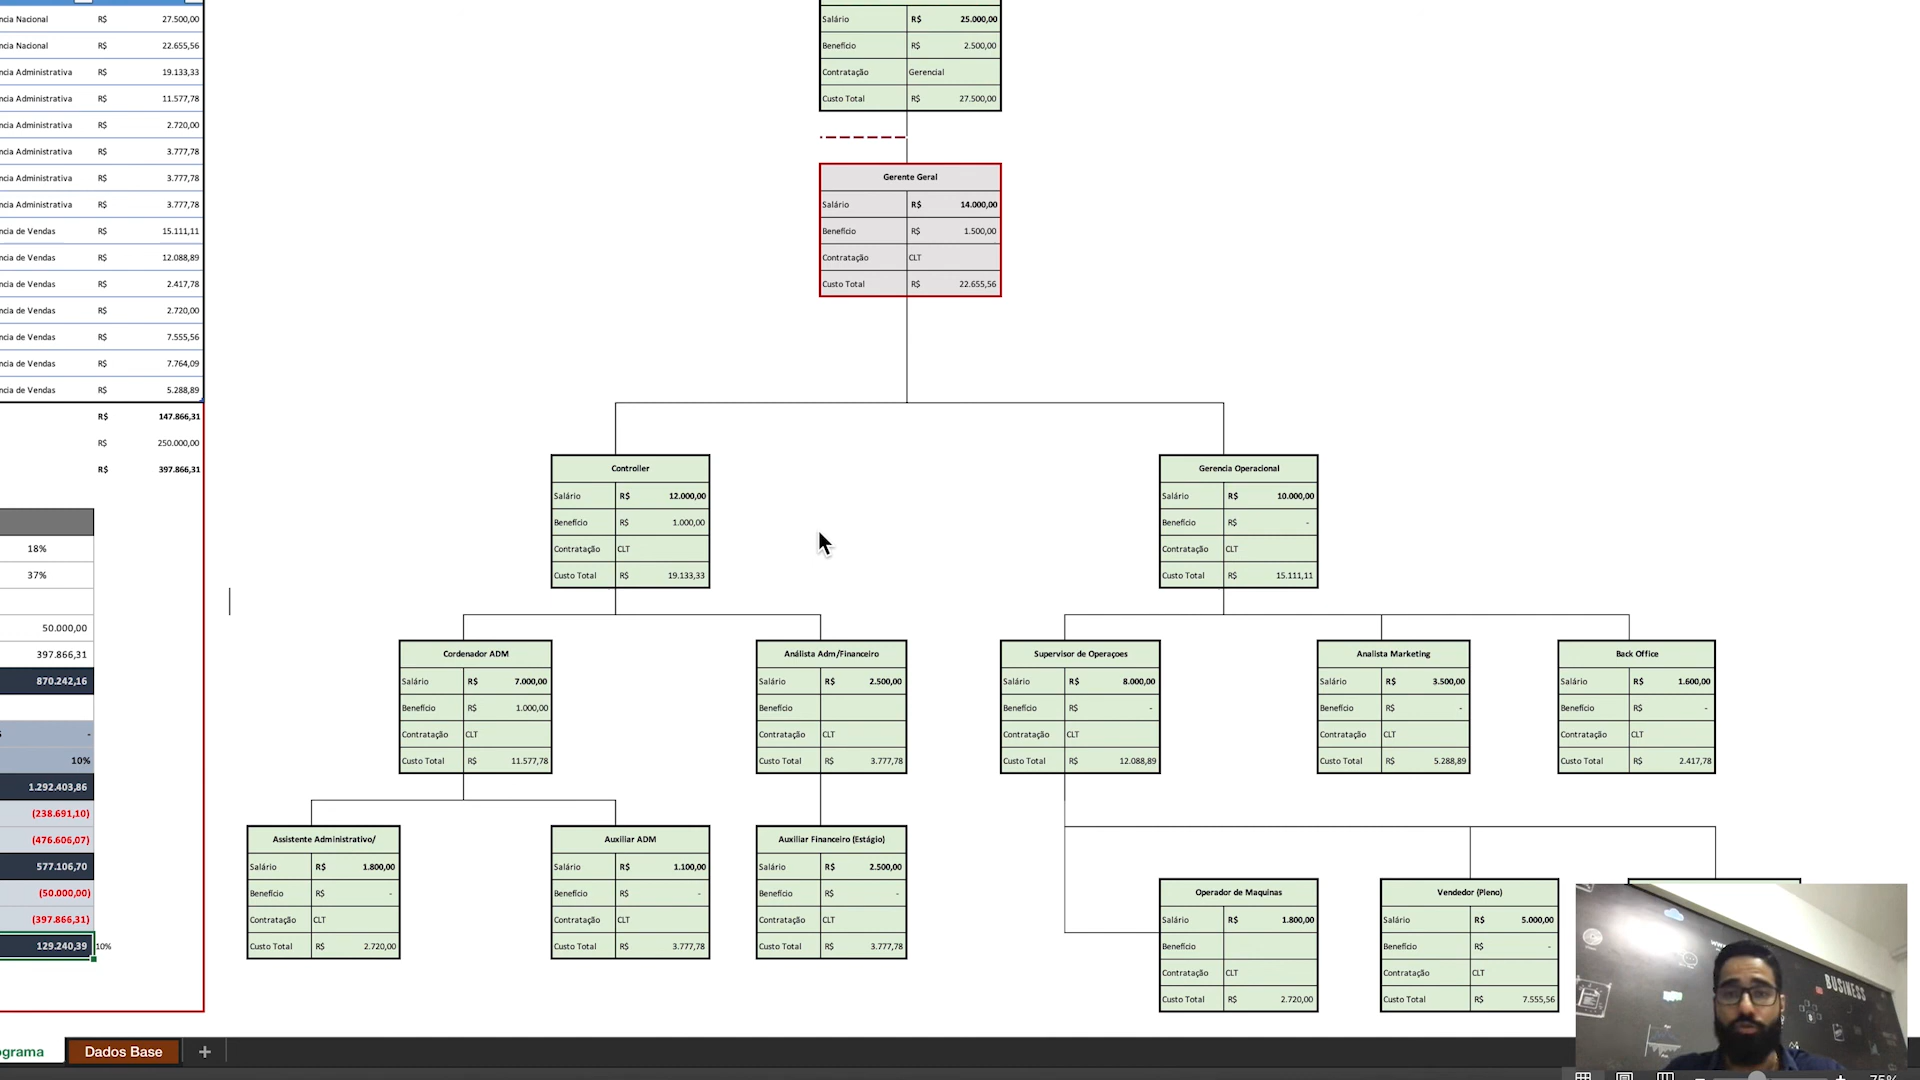 ncia Nacional R$ 27.500,00
ncia Nacional R$ 22.655,56
ncia Administrativa R$ 19.133,33
ncia Administrativa R$ 11.577,78
ncia Administrativa R$ 2.720,00
ncia Administrativa R$ 3.777,78
ncia Administrativa R$ 3.777,78
ncia Administrativa R$ 3.777,78
ncia de Vendas R$ 15.111,11
ncia de Vendas R$ 12.088,89
ncia de Vendas R$ 2.417,78
ncia de Vendas R$ 2.720,00
ncia de Vendas R$ 7.555,56
ncia de Vendas R$ 7.764,09
ncia de Vendas R$ 5.288,89
R$ 147.866,31
R$ 250.000,00
R$ 397.866,31
18%
37%
50.000,00
397.866,31
870.242,16
-
10%
1.292.403,86
(238.691,10)
(476.606,07)
577.106,70
(50.000,00)
(397.866,31)
129.240,39 10%
Salário R$ 25.000,00
Benefício R$ 2.500,00
Contratação Gerencial
Custo Total R$ 27.500,00
Gerente Geral
Salário R$ 14.000,00
Benefício R$ 1.500,00
Contratação CLT
Custo Total R$ 22.655,56
Controller
Salário R$ 12.000,00
Benefício R$ 1.000,00
Contratação CLT
Custo Total R$ 19.133,33
Gerencia Operacional
Salário R$ 10.000,00
Benefício R$ -
Contratação CLT
Custo Total R$ 15.111,11
Cordenador ADM
Salário R$ 7.000,00
Benefício R$ 1.000,00
Contratação CLT
Custo Total R$ 11.577,78
Análista Adm/Financeiro
Salário R$ 2.500,00
Benefício
Contratação CLT
Custo Total R$ 3.777,78
Supervisor de Operaçoes
Salário R$ 8.000,00
Benefício R$ -
Contratação CLT
Custo Total R$ 12.088,89
Analista Marketing
Salário R$ 3.500,00
Benefício R$ -
Contratação CLT
Custo Total R$ 5.288,89
Back Office
Salário R$ 1.600,00
Benefício R$ -
Contratação CLT
Custo Total R$ 2.417,78
Assistente Administrativo/
Salário R$ 1.800,00
Benefício R$ -
Contratação CLT
Custo Total R$ 2.720,00
Auxiliar ADM
Salário R$ 1.100,00
Benefício R$ -
Contratação CLT
Custo Total R$ 3.777,78
Auxiliar Financeiro (Estágio)
Salário R$ 2.500,00
Benefício R$ -
Contratação CLT
Custo Total R$ 3.777,78
Operador de Maquinas
Salário R$ 1.800,00
Benefício
Contratação CLT
Custo Total R$ 2.720,00
Vendedor (Pleno)
Salário R$ 5.000,00
Benefício R$ -
Contratação CLT
Custo Total R$ 7.555,56
BUSINESS
ograma Dados Base +
75%